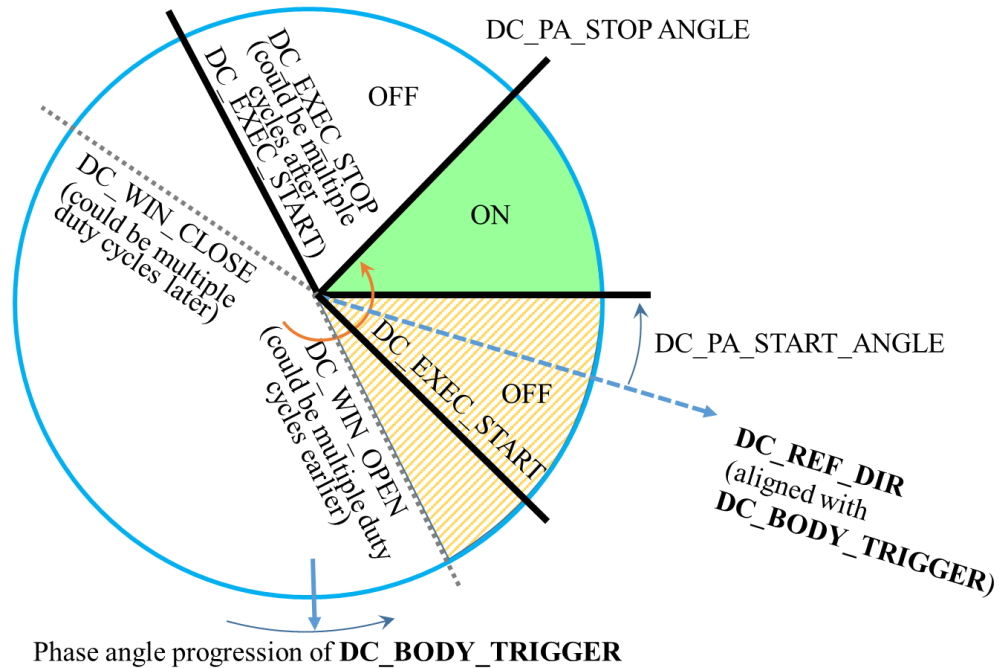 DC_PA_STOP ANGLE
DC_EXEC_STOP
(could be multiple
cycles after
DC_EXEC_START)
OFF
ON
DC_WIN_CLOSE
(could be multiple
duty cycles later)
DC_PA_START_ANGLE
DC_EXEC_START
OFF
DC_WIN_OPEN
(could be multiple duty
cycles earlier)
DC_REF_DIR
(aligned with
DC_BODY_TRIGGER)
Phase angle progression of DC_BODY_TRIGGER